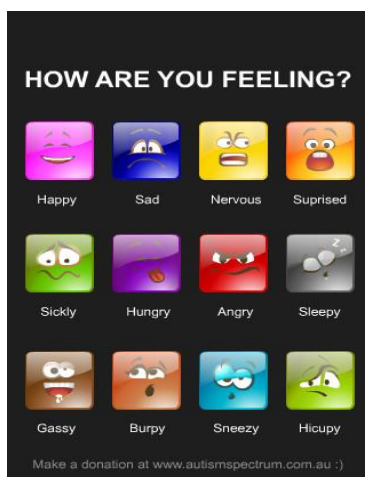 HOW ARE YOU FEELING?
Happy Sad Nervous Suprised
Sickly Hungry Angry Sleepy
z z z
Gassy Burpy Sneezy Hicupy
Make a donation at www.autismspectrum.com.au :)